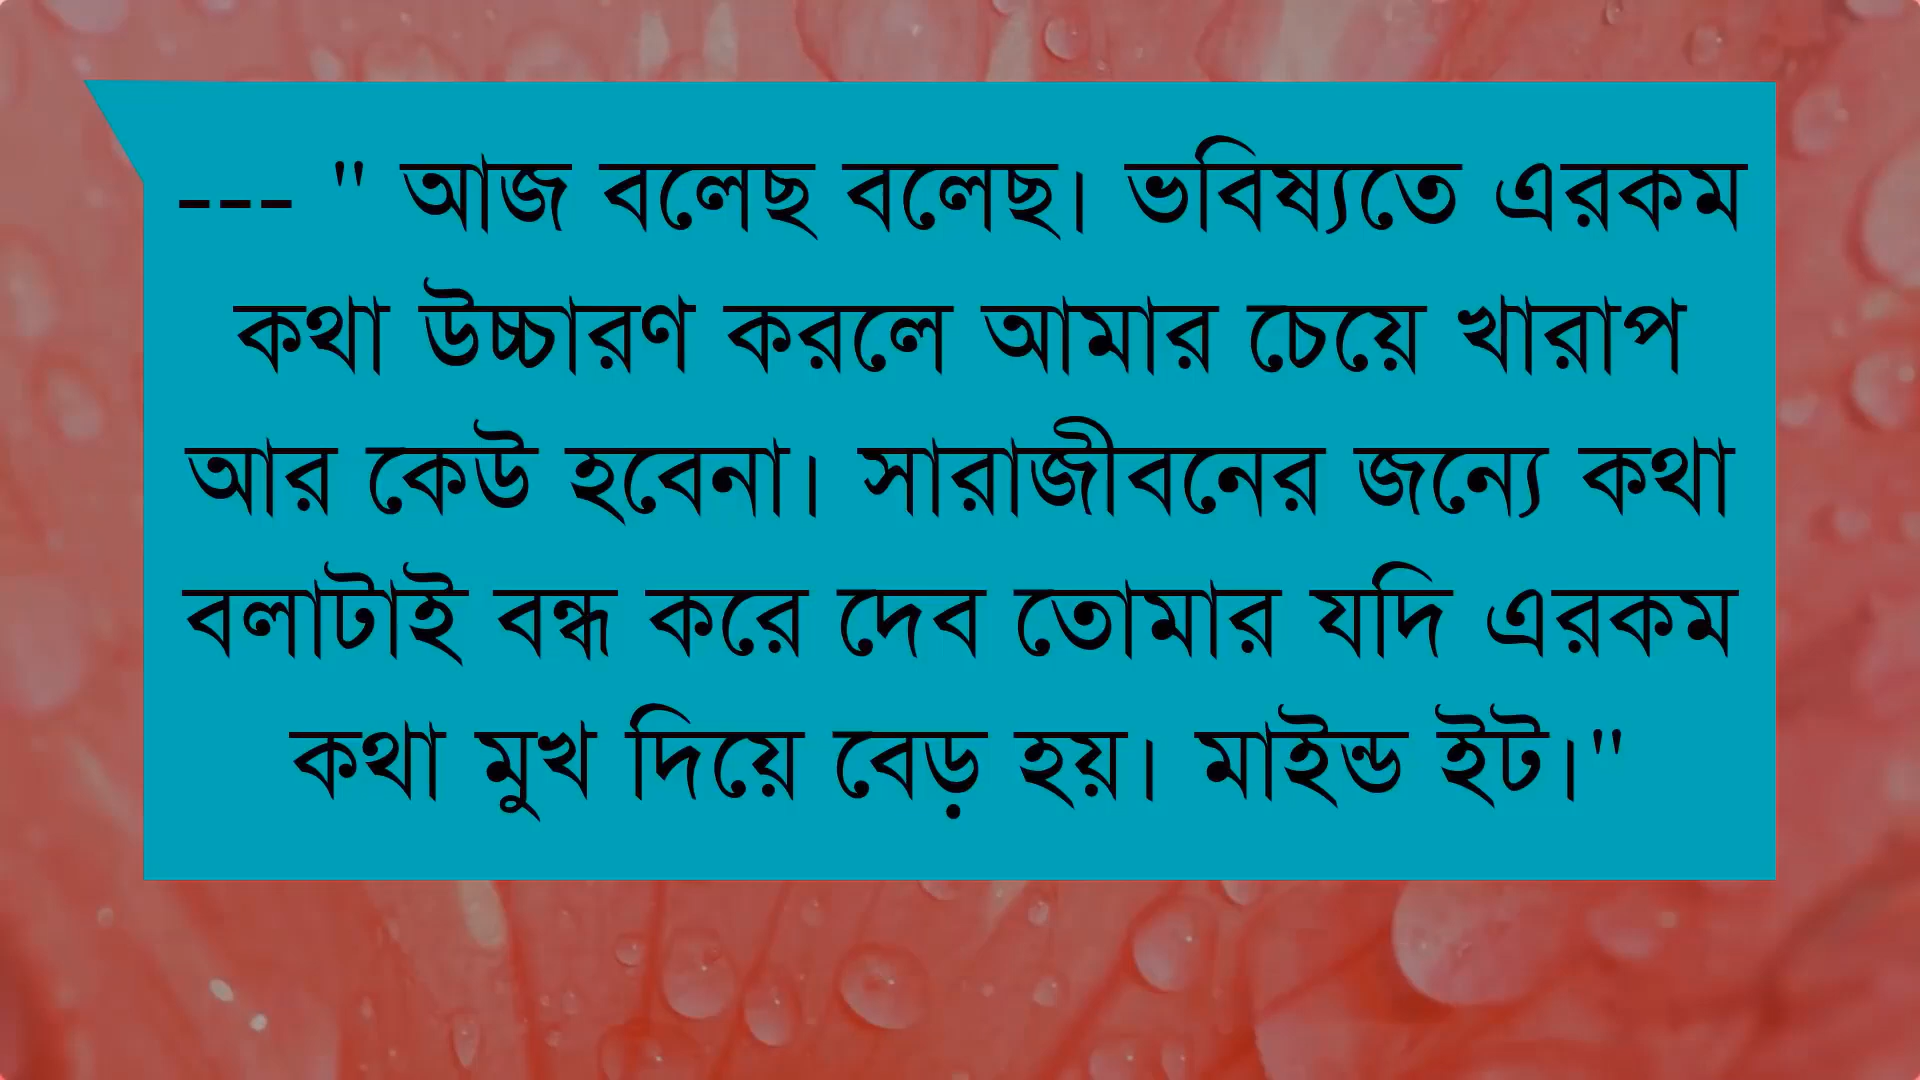 --- " আজ বলেছ বলেছ। ভবিষ্যতে এরকম
কথা উচ্চারণ করলে আমার চেয়ে খারাপ
আর কেউ হবেনা। সারাজীবনের জন্যে কথা
বলাটাই বন্ধ করে দেব তোমার যদি এরকম
কথা মুখ দিয়ে বেড় হয়। মাইন্ড ইট।"